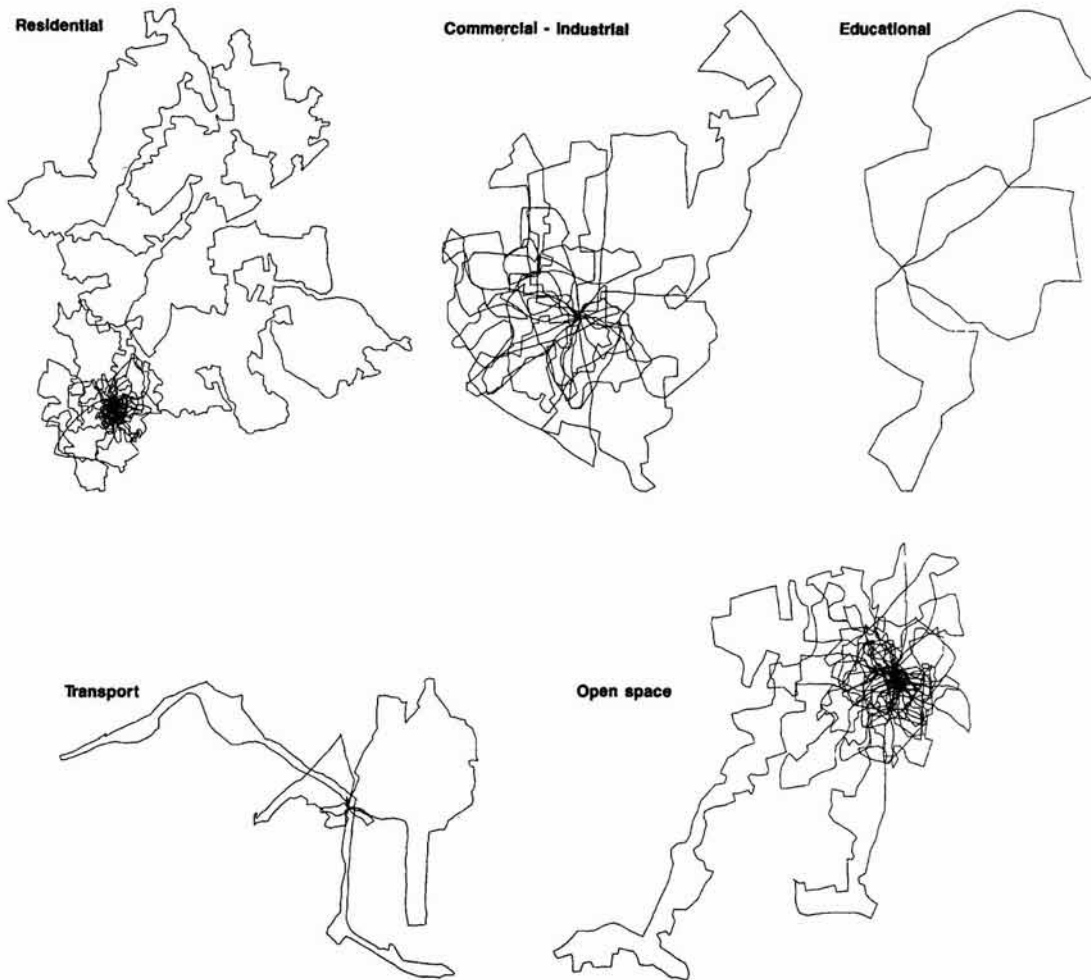 Residential
Commercial - Industrial
Educational
Transport
Open space